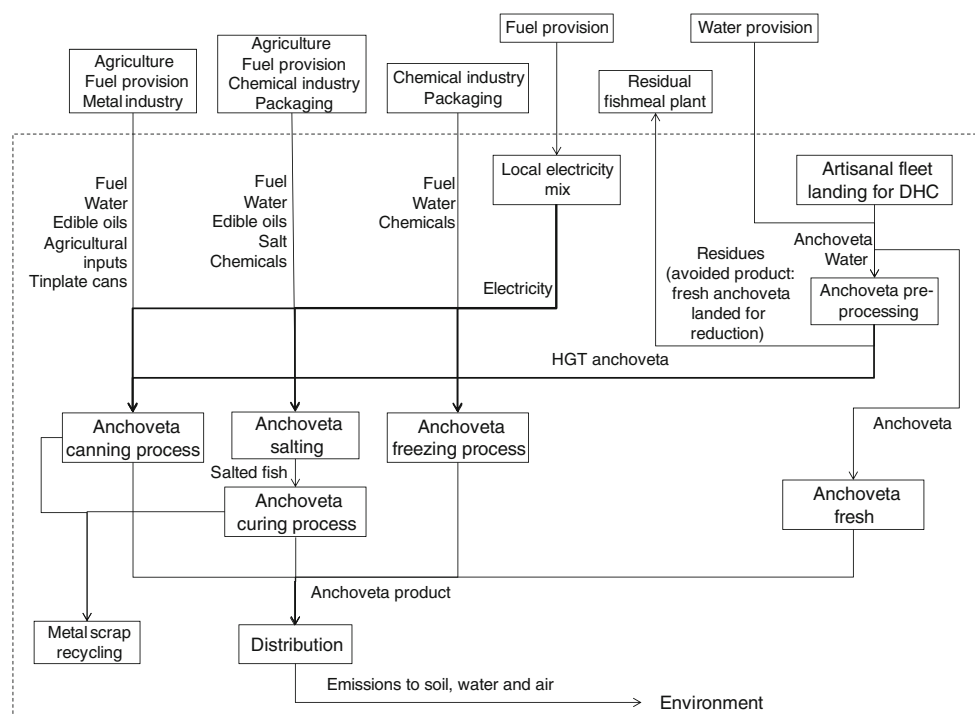 Fuel provision
Water provision
Agriculture
Fuel provision
Metal industry
Agriculture
Fuel provision
Chemical industry
Packaging
Chemical industry
Packaging
Residual
fishmeal plant
Local electricity
mix
Artisanal fleet
landing for DHC
Fuel
Water
Edible oils
Agricultural
inputs
Tinplate cans
Fuel
Water
Edible oils
Salt
Chemicals
Fuel
Water
Chemicals
Electricity
Residues
(avoided product:
fresh anchoveta
landed for
reduction)
Anchoveta
Water
Anchoveta pre-
processing
HGT anchoveta
Anchoveta
canning process
Anchoveta
salting
Anchoveta
freezing process
Anchoveta
Salted fish
Anchoveta
curing process
Anchoveta
fresh
Anchoveta product
Metal scrap
recycling
Distribution
Emissions to soil, water and air
Environment